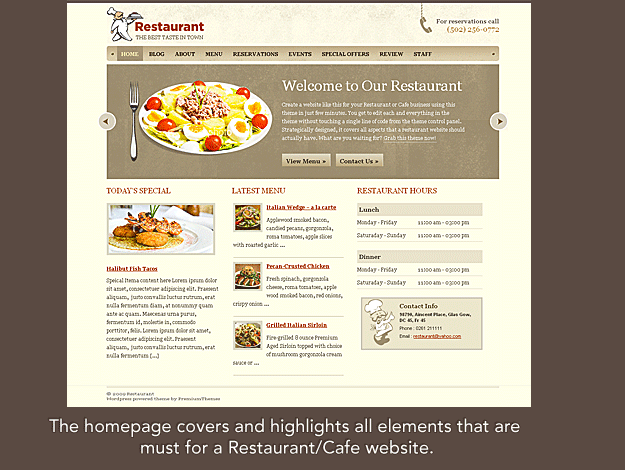 Restaurant
THE BEST TASTE IN TOWN
For reservations call
(502) 256-0772
HOME BLOG ABOUT MENU RESERVATIONS EVENTS SPECIAL OFFERS REVIEW STAFF
Welcome to Our Restaurant
Create a website like this for your Restaurant or Cafe business using this
theme in just few minutes. You get to edit each and everything in the
theme without touching a single line of code from the theme control panel.
Strategically designed, it covers all aspects that a restaurant website should
actually have. What are you waiting for? Grab this theme now!
View Menu »
Contact Us »
TODAY'S SPECIAL
Halibut Fish Tacos
Speical Items content here Lorem ipsum dolor
sit amet, consectetuer adipiscing elit. Praesent
aliquam, justo convallis luctus rutrum, erat
nulla fermentum diam, at nonummy quam
ante ac quam. Maecenas urna purus,
fermentum id, molestie in, commodo
porttitor, felis. Lorem ipsum dolor sit amet,
consectetuer adipiscing elit. Praesent
aliquam, justo convallis luctus rutrum, erat
nulla fermentum [...]
LATEST MENU
Italian Wedge – a la carte
Applewood smoked bacon,
candied pecans, gorgonzola,
roma tomatoes, apple slices
with roasted garlic ...
Pecan-Crusted Chicken
Fresh spinach, gorgonzola
cheese, roma tomatoes, apple
wood smoked bacon, red onions,
crispy onion ...
Grilled Italian Sirloin
Fire-grilled 8 ounce Premium
Aged Sirloin topped with choice
of mushroom gorgonzola cream
sauce or ...
RESTAURANT HOURS
Lunch
Monday - Friday 11:00 am - 03:00 pm
Saturaday - Sunday 11:00 am - 03:00 pm
Dinner
Monday - Friday 11:00 am - 03:00 pm
Saturaday - Sunday 11:00 am - 03:00 pm
Contact Info
98790, Aincent Place, Glas Gow,
DC 45, Fr 45
Phone : 0201 211111
Email : restaurant@yahoo.com
© 2009 Restaurant
Wordpress powered theme by PremiumThemes
The homepage covers and highlights all elements that are
must for a Restaurant/Cafe website.